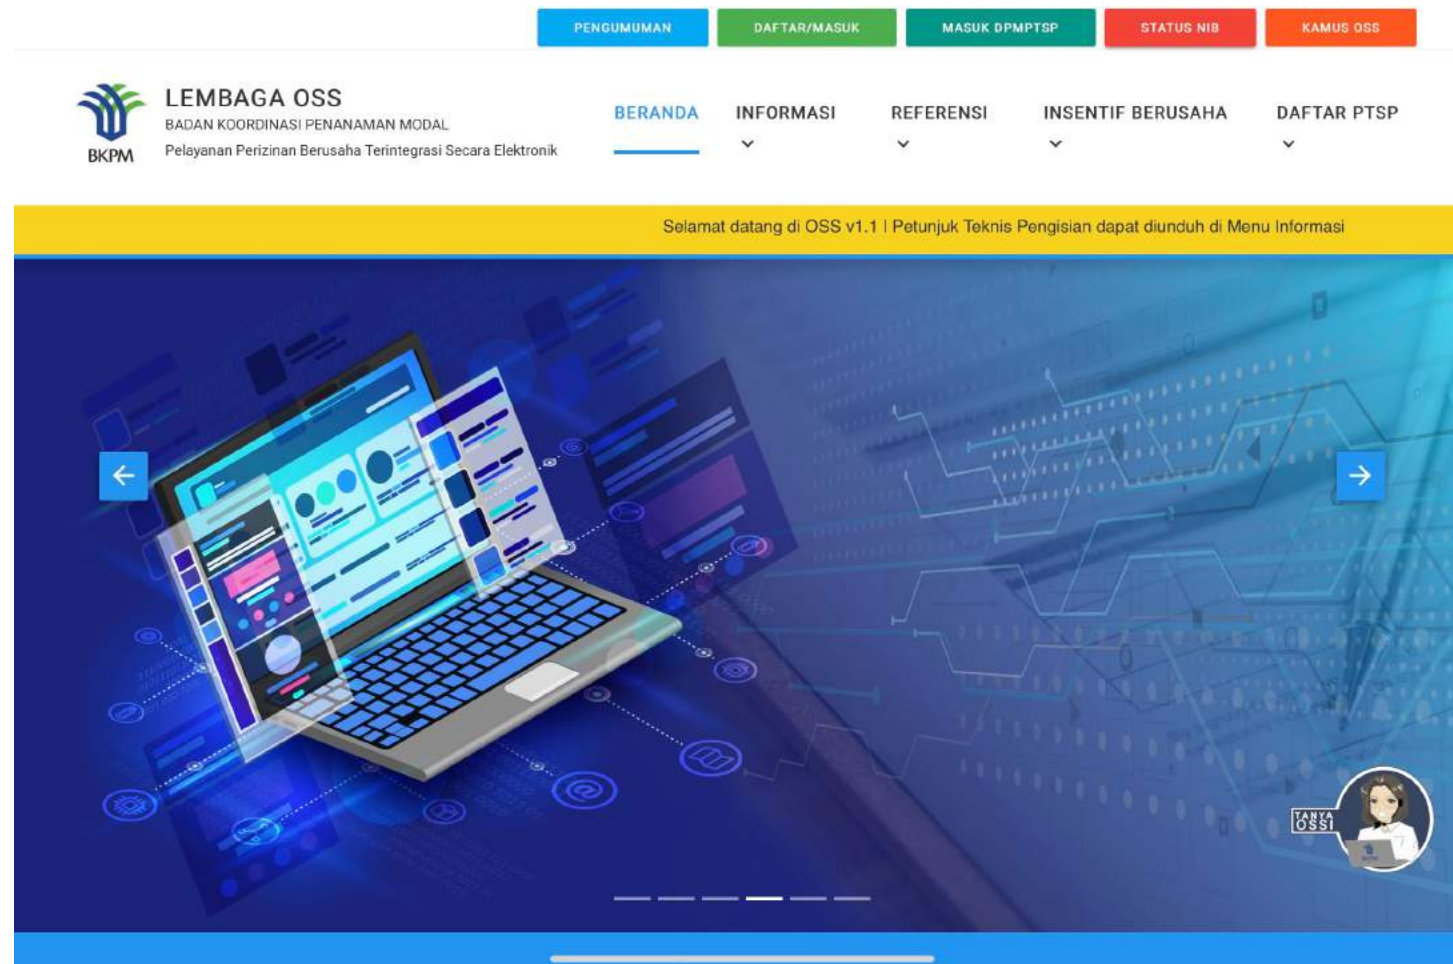 PENGUMUMAN
DAFTAR/MASUK
MASUK DPMPTSP
STATUS NIB
KAMUS OSS
BKPM
LEMBAGA OSS
BADAN KOORDINASI PENANAMAN MODAL
Pelayanan Perizinan Berusaha Terintegrasi Secara Elektronik
BERANDA
INFORMASI
REFERENSI
INSENTIF BERUSAHA
DAFTAR PTSP
Selamat datang di OSS v1.1 | Petunjuk Teknis Pengisian dapat diunduh di Menu Informasi
TANYA
OSSI